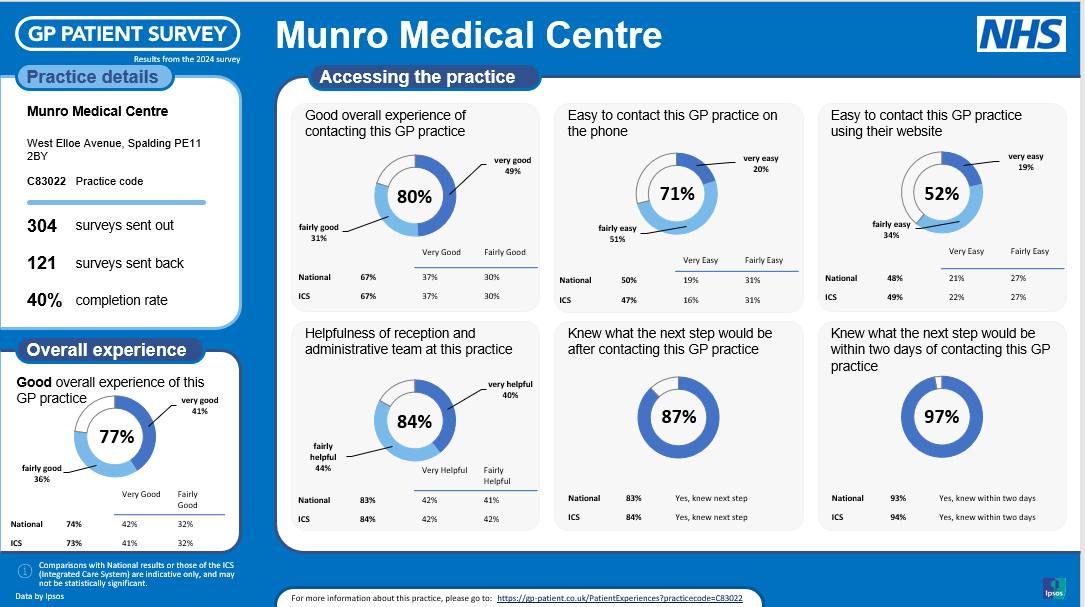 GP PATIENT SURVEY
Results from the 2024 survey
Munro Medical Centre
NHS
Practice details
Munro Medical Centre
West Elloe Avenue, Spalding PE11
2BY
C83022 Practice code
304 surveys sent out
121 surveys sent back
40% completion rate
Overall experience
Good overall experience of this
GP practice
very good
41%
77%
fairly good
36%
Very Good Fairly
Good
National 74% 42% 32%
ICS 73% 41% 32%
Comparisons with National results or those of the ICS
(Integrated Care System) are indicative only, and may
not be statistically significant.
Data by Ipsos
Accessing the practice
Good overall experience of
contacting this GP practice
very good
49%
80%
fairly good
31%
Very Good Fairly Good
National 67% 37% 30%
ICS 67% 37% 30%
Easy to contact this GP practice on
the phone
very easy
20%
71%
fairly easy
51%
Very Easy Fairly Easy
National 50% 19% 31%
ICS 47% 16% 31%
Easy to contact this GP practice
using their website
very easy
19%
52%
fairly easy
34%
Very Easy Fairly Easy
National 48% 21% 27%
ICS 49% 22% 27%
Helpfulness of reception and
administrative team at this practice
very helpful
40%
84%
fairly
helpful
44%
Very Helpful Fairly
Helpful
National 83% 42% 41%
ICS 84% 42% 42%
Knew what the next step would be
after contacting this GP practice
87%
National 83% Yes, knew next step
ICS 84% Yes, knew next step
Knew what the next step would be
within two days of contacting this GP
practice
97%
National 93% Yes, knew within two days
ICS 94% Yes, knew within two days
For more information about this practice, please go to: https://gp-patient.co.uk/PatientExperiences?practicecode=C83022
Ipsos